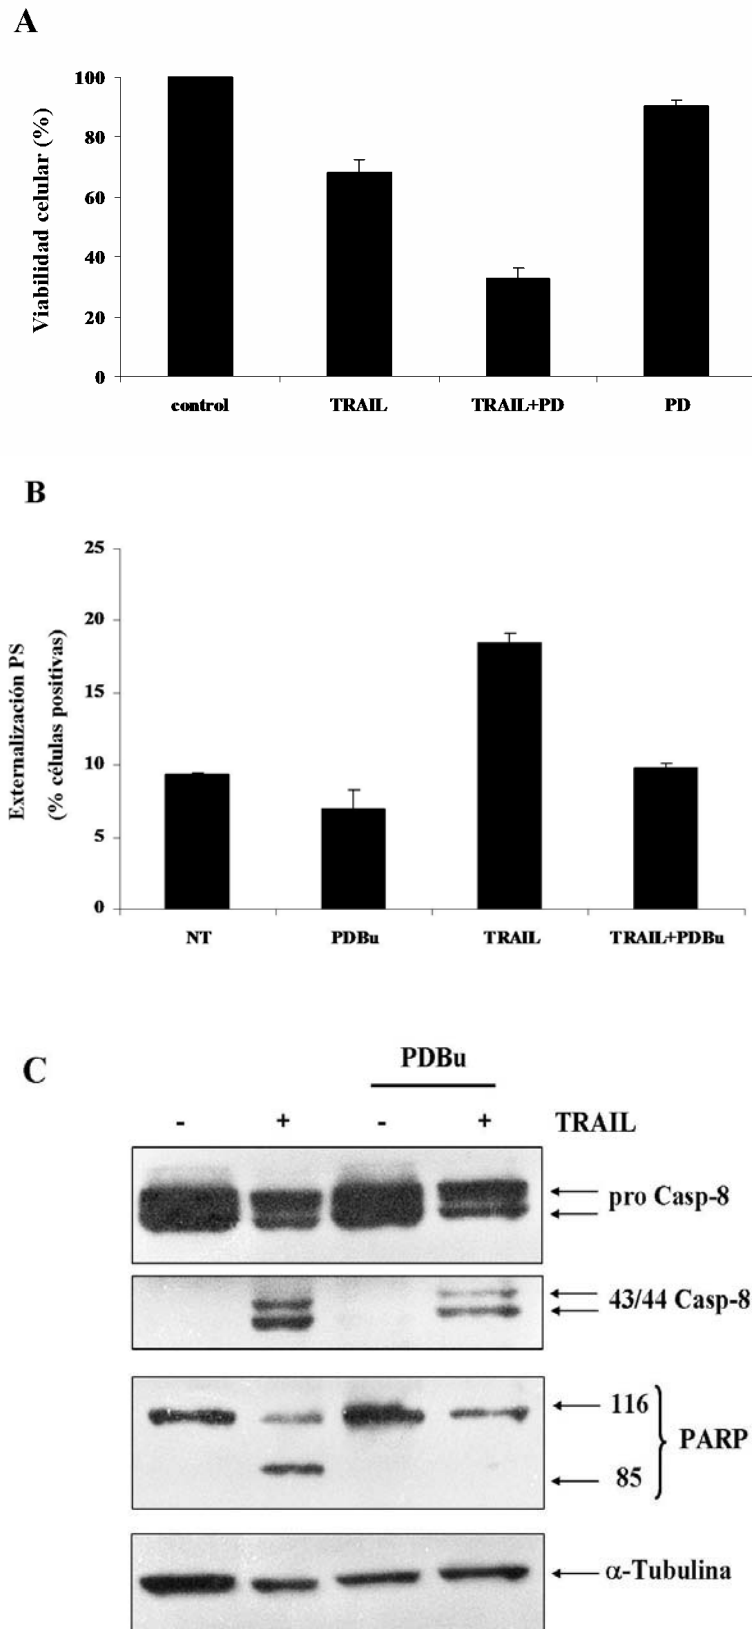 A
Viabilidad celular (%)
100
80
60
40
20
0
control TRAIL TRAIL+PD PD
B
Externalización PS
(% células positivas)
25
20
15
10
5
0
NT PDBu TRAIL TRAIL+PDBu
C
PDBu
- + - + TRAIL
pro Casp-8
43/44 Casp-8
116
PARP
85
α-Tubulina